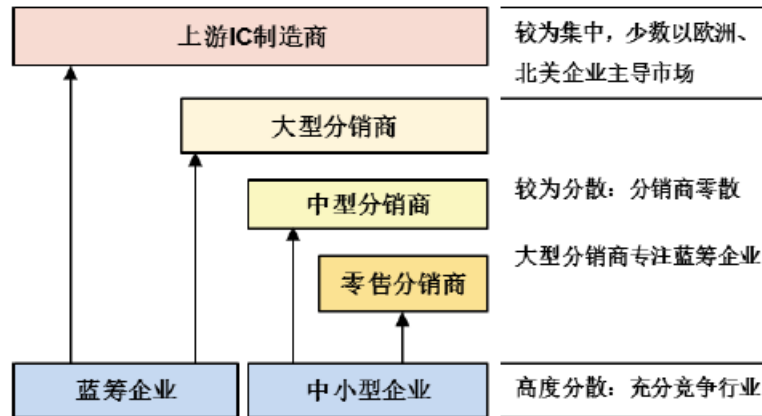 上游IC制造商
较为集中，少数以欧洲、
北美企业主导市场
大型分销商
中型分销商
较为分散：分销商零散
零售分销商
大型分销商专注蓝筹企业
蓝筹企业
中小型企业
高度分散：充分竞争行业